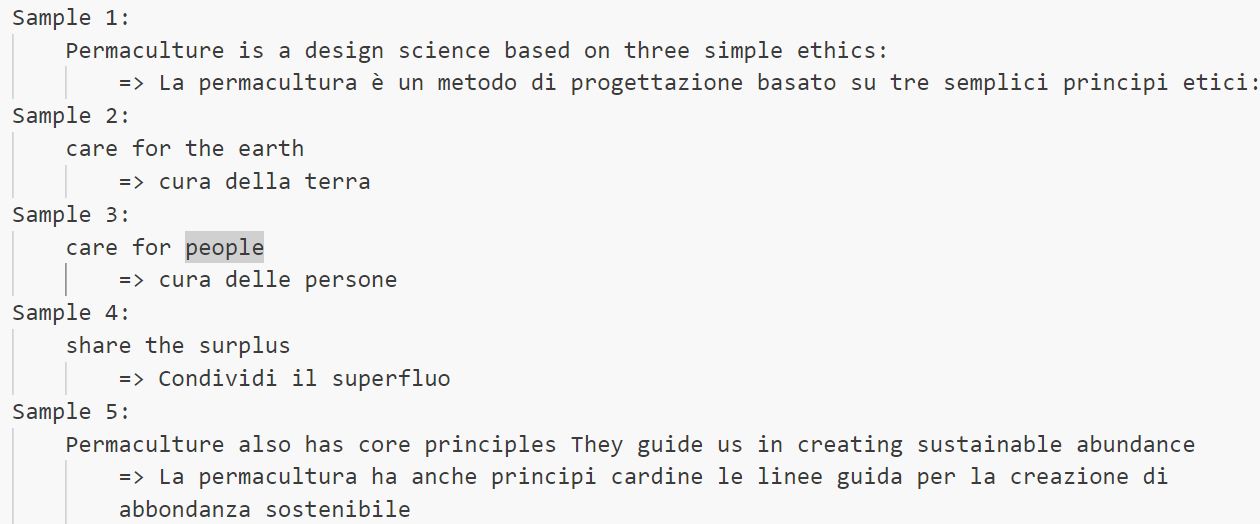 Sample 1:
Permaculture is a design science based on three simple ethics:
=> La permacultura è un metodo di progettazione basato su tre semplici principi etici:
Sample 2:
care for the earth
=> cura della terra
Sample 3:
care for people
=> cura delle persone
Sample 4:
share the surplus
=> Condividi il superfluo
Sample 5:
Permaculture also has core principles They guide us in creating sustainable abundance
=> La permacultura ha anche principi cardine le linee guida per la creazione di
abbondanza sostenibile